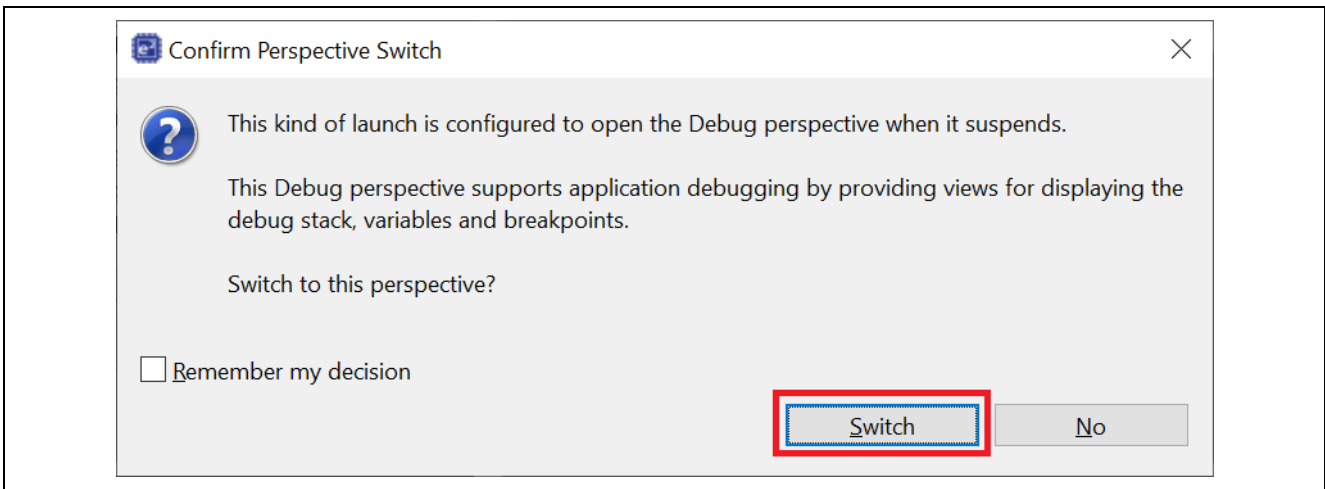 Confirm Perspective Switch
This kind of launch is configured to open the Debug perspective when it suspends.
This Debug perspective supports application debugging by providing views for displaying the
debug stack, variables and breakpoints.
Switch to this perspective?
Remember my decision
Switch
No